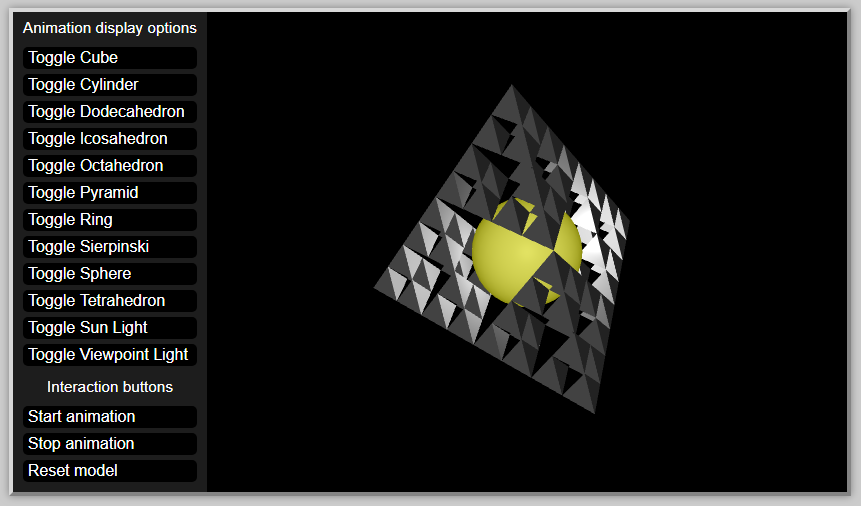 Animation display options
Toggle Cube
Toggle Cylinder
Toggle Dodecahedron
Toggle Icosahedron
Toggle Octahedron
Toggle Pyramid
Toggle Ring
Toggle Sierpinski
Toggle Sphere
Toggle Tetrahedron
Toggle Sun Light
Toggle Viewpoint Light
Interaction buttons
Start animation
Stop animation
Reset model